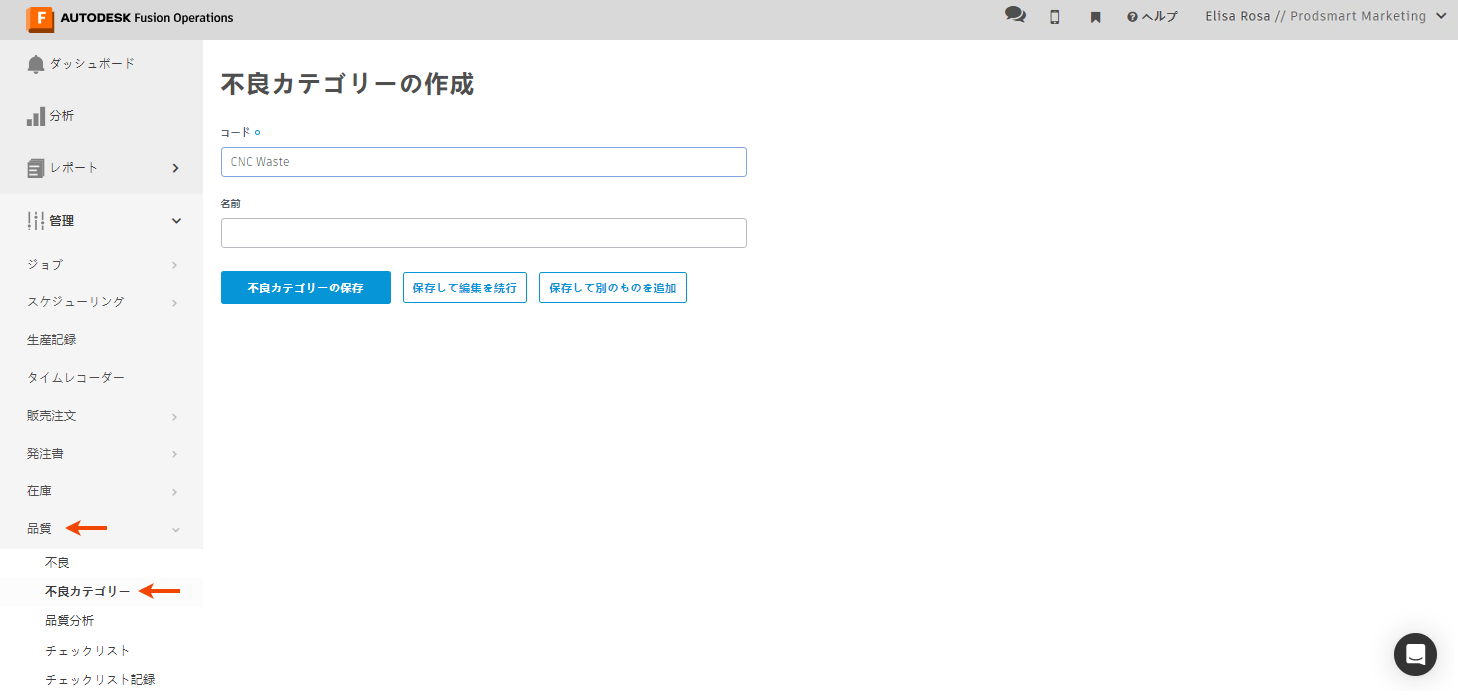 F AUTODESK Fusion Operations
ヘルプ
Elisa Rosa // Prodsmart Marketing
ダッシュボード
分析
レポート
管理
ジョブ
スケジューリング
生産記録
タイムレコーダー
販売注文
発注書
在庫
品質
不良
不良カテゴリー
品質分析
チェックリスト
チェックリスト記録
不良カテゴリーの作成
コード
CNC Waste
名前
不良カテゴリーの保存
保存して編集を続行
保存して別のものを追加